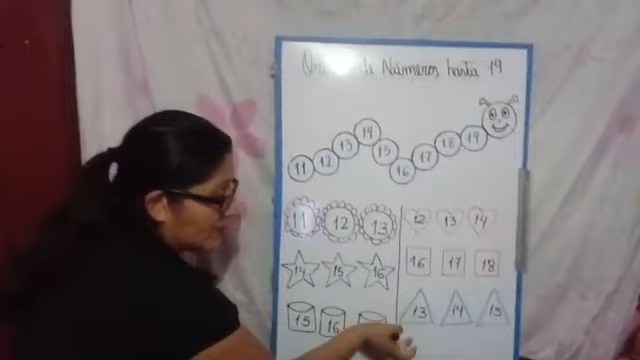 de Números hasta 19
11 12 13 14 15 16 17 18 19
11 12 13 12 13 14
14 15 16 16 17 18
15 16 13 14 15